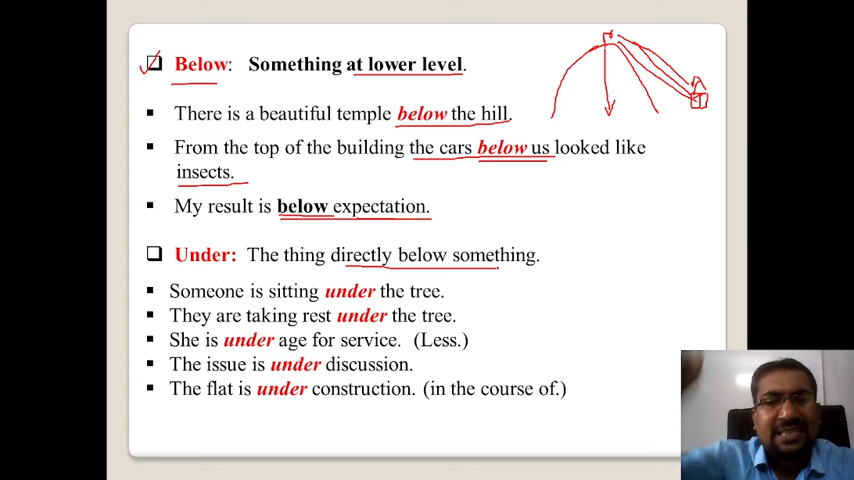 Below: Something at lower level.
There is a beautiful temple below the hill.
From the top of the building the cars below us looked like
insects.
My result is below expectation.
Under: The thing directly below something.
Someone is sitting under the tree.
They are taking rest under the tree.
She is under age for service. (Less.)
The issue is under discussion.
The flat is under construction. (in the course of.)